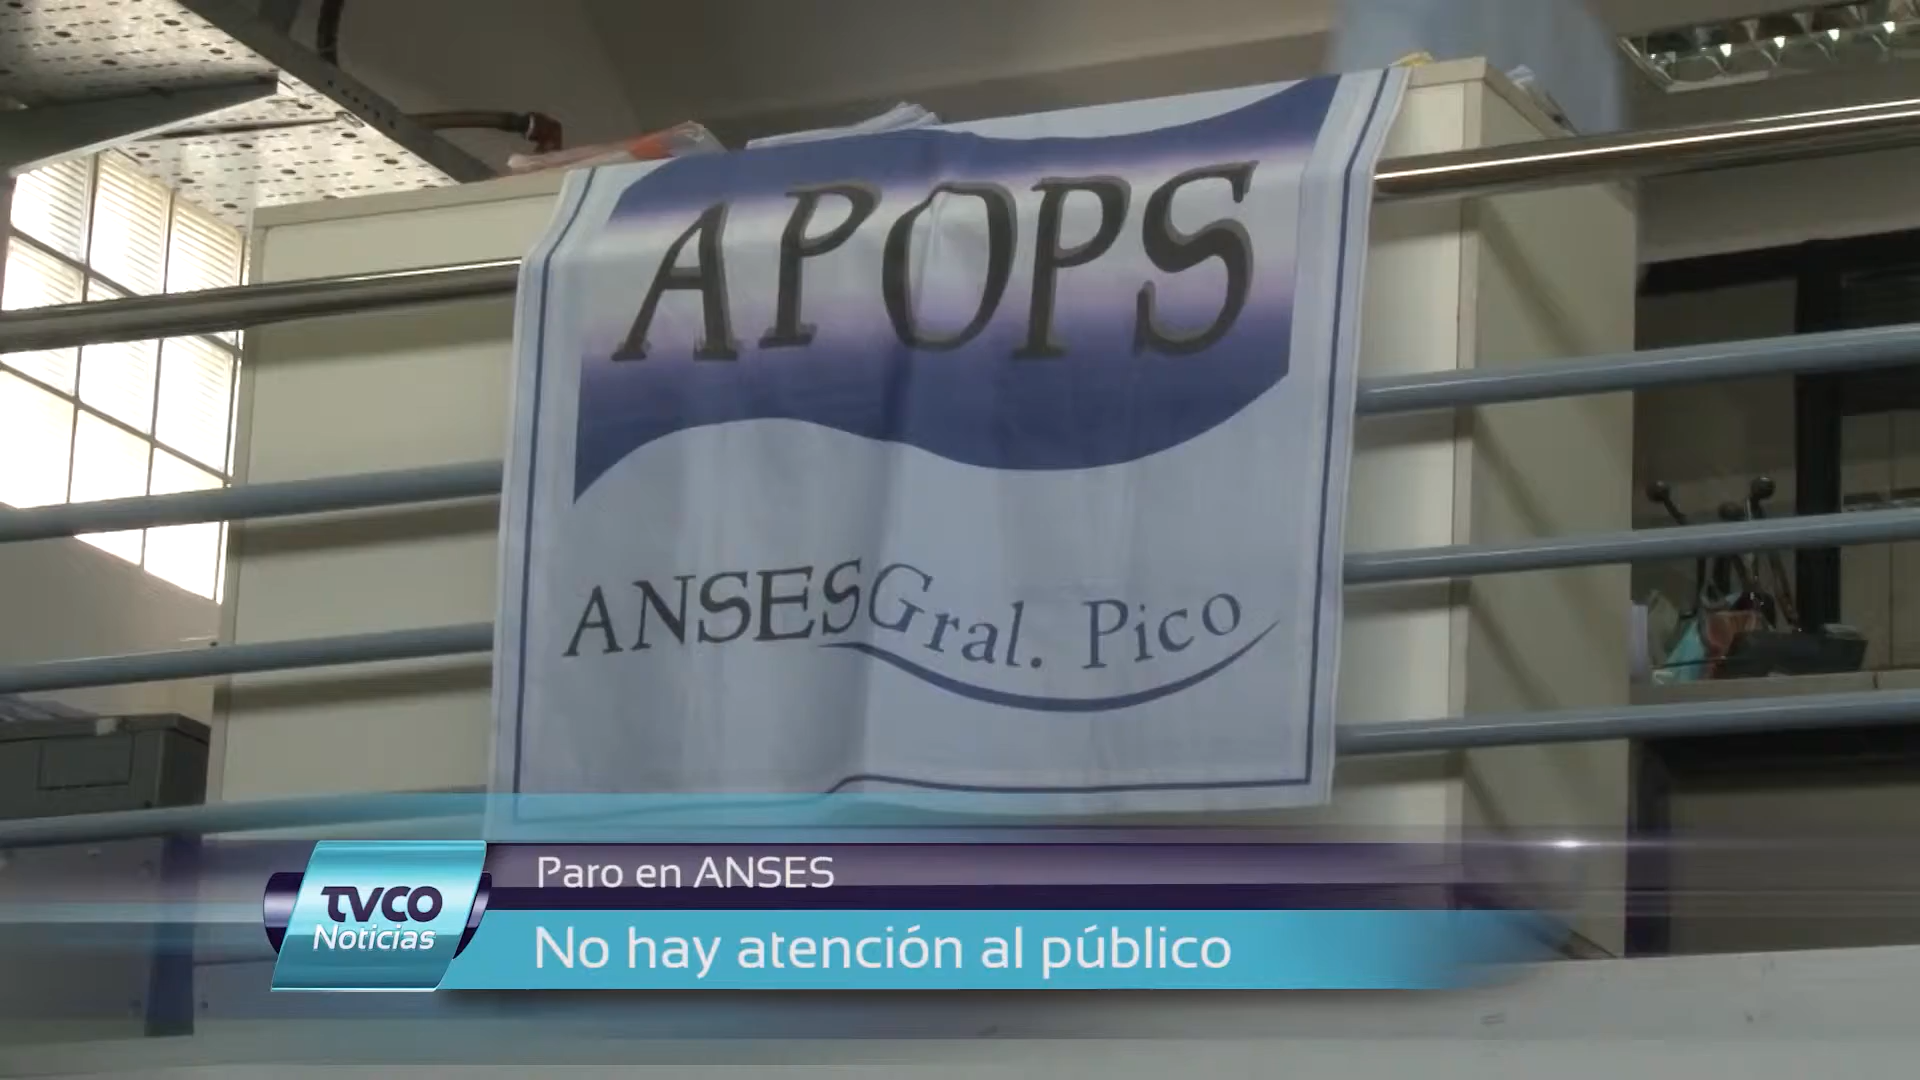 APOPS
ANSES Gral. Pico
Paro en ANSES
TVCO
Noticias
No hay atención al público